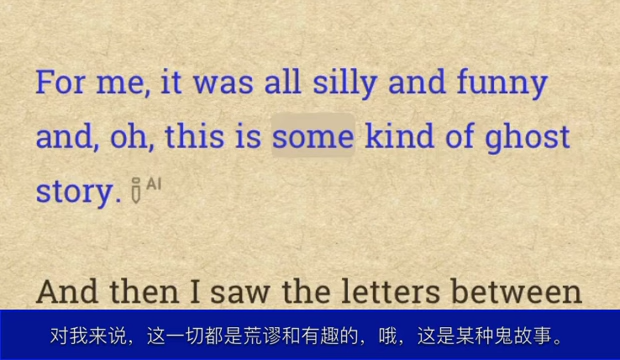 For me, it was all silly and funny
and, oh, this is some kind of ghost
story. AI
And then I saw the letters between
对我来说，这一切都是荒谬和有趣的，哦，这是某种鬼故事。